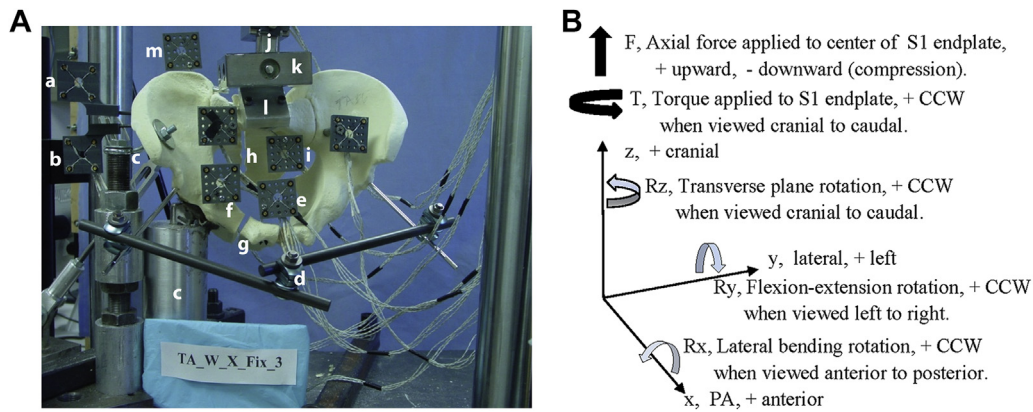 A
m
j
k
a
l
b
c
h
i
f
e
g
d
c
TA_W_X_Fix_3
B
F, Axial force applied to center of S1 endplate,
+ upward, - downward (compression).
T, Torque applied to S1 endplate, + CCW
when viewed cranial to caudal.
z, + cranial
Rz, Transverse plane rotation, + CCW
when viewed cranial to caudal.
y, lateral, + left
Ry, Flexion-extension rotation, + CCW
when viewed left to right.
Rx, Lateral bending rotation, + CCW
when viewed anterior to posterior.
x, PA, + anterior